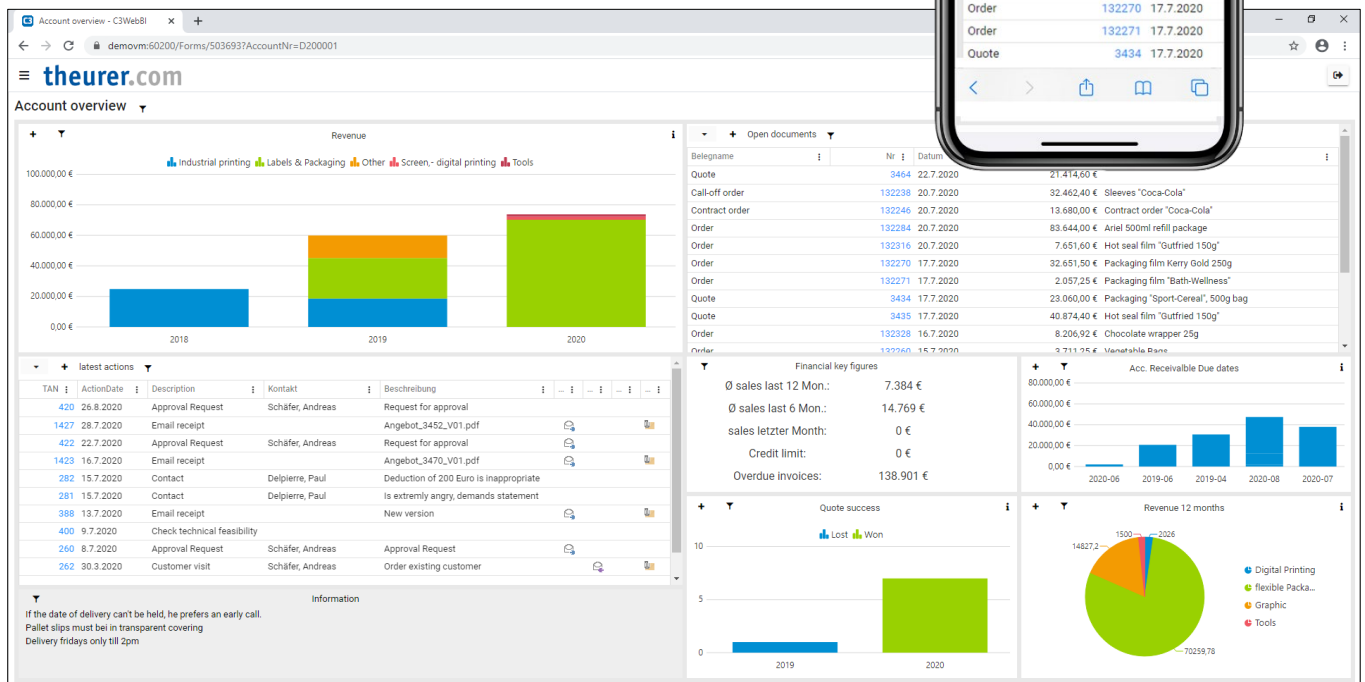 Account overview - C3WebBI
demovm:60200/Forms/503693?AccountNr=D200001
Order 132270 17.7.2020
Order 132271 17.7.2020
Quote 3434 17.7.2020
theurer.com
Account overview
Revenue
Industrial printing Labels & Packaging Other Screen,- digital printing Tools
100.000,00 €
80.000,00 €
60.000,00 €
40.000,00 €
20.000,00 €
0,00 €
2018 2019 2020
Open documents
Belegname Nr Datum
Quote 3464 22.7.2020 21.414,60 €
Call-off order 132238 20.7.2020 32.462,40 € Sleeves "Coca-Cola"
Contract order 132246 20.7.2020 13.680,00 € Contract order "Coca-Cola"
Order 132284 20.7.2020 83.644,00 € Ariel 500ml refill package
Order 132316 20.7.2020 7.651,60 € Hot seal film "Gutfried 150g"
Order 132270 17.7.2020 32.651,50 € Packaging film Kerry Gold 250g
Order 132271 17.7.2020 2.057,25 € Packaging film "Bath-Wellness"
Quote 3434 17.7.2020 23.060,00 € Packaging "Sport-Cereal", 500g bag
Quote 3435 17.7.2020 40.874,40 € Hot seal film "Gutfried 150g"
Order 132328 16.7.2020 8.206,92 € Chocolate wrapper 25g
Order 132260 15.7.2020 3.711,25 € Vegetable Bags
latest actions
TAN ActionDate Description Kontakt Beschreibung ... ... ... ...
420 26.8.2020 Approval Request Schäfer, Andreas Request for approval
1427 28.7.2020 Email receipt Angebot_3452_V01.pdf
422 22.7.2020 Approval Request Schäfer, Andreas Request for approval
1423 16.7.2020 Email receipt Angebot_3470_V01.pdf
282 15.7.2020 Contact Delpierre, Paul Deduction of 200 Euro is inappropriate
281 15.7.2020 Contact Delpierre, Paul Is extremly angry, demands statement
388 13.7.2020 Email receipt New version
400 9.7.2020 Check technical feasibility
260 8.7.2020 Approval Request Schäfer, Andreas Approval Request
262 30.3.2020 Customer visit Schäfer, Andreas Order existing customer
Information
If the date of delivery can't be held, he prefers an early call.
Pallet slips must bei in transparent covering
Delivery fridays only till 2pm
Financial key figures
Ø sales last 12 Mon.: 7.384 €
Ø sales last 6 Mon.: 14.769 €
sales letzter Month: 0 €
Credit limit: 0 €
Overdue invoices: 138.901 €
Acc. Receivalble Due dates
80.000,00 €
60.000,00 €
40.000,00 €
20.000,00 €
0,00 €
2020-06 2019-06 2019-04 2020-08 2020-07
Quote success
Lost Won
10
5
0
2019 2020
Revenue 12 months
1500 2026
14827,2
70259,78
Digital Printing
flexible Packa...
Graphic
Tools